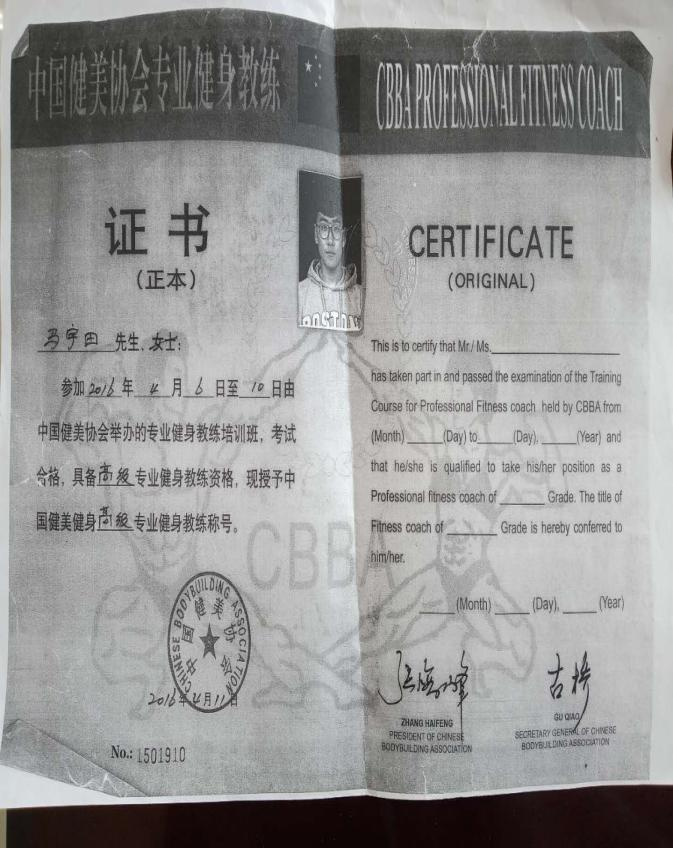 中国健美协会专业健身教练
证书
(正本)
马宇田 先生、女士：
参加2016年 4月 6日至 10日由
中国健美协会举办的专业健身教练培训班，考试
合格，具备高级专业健身教练资格，现授予中
国健美健身高级专业健身教练称号。
CHINESE BODYBUILDING ASSOCIATION
中国健美协会
2016年4月11日
No.: 1501910
BOSTON
CBBA
CBBA PROFESSIONAL FITNESS COACH
CERTIFICATE
(ORIGINAL)
This is to certify that Mr./ Ms.
has taken part in and passed the examination of the Training
Course for Professional Fitness coach held by CBBA from
(Month) (Day) to (Day), (Year) and
that he/she is qualified to take his/her position as a
Professional fitness coach of Grade. The title of
Fitness coach of Grade is hereby conferred to
him/her.
(Month) (Day), (Year)
张海峰
ZHANG HAIFENG
PRESIDENT OF CHINESE
BODYBUILDING ASSOCIATION
古桥
GU QIAO
SECRETARY GENERAL OF CHINESE
BODYBUILDING ASSOCIATION